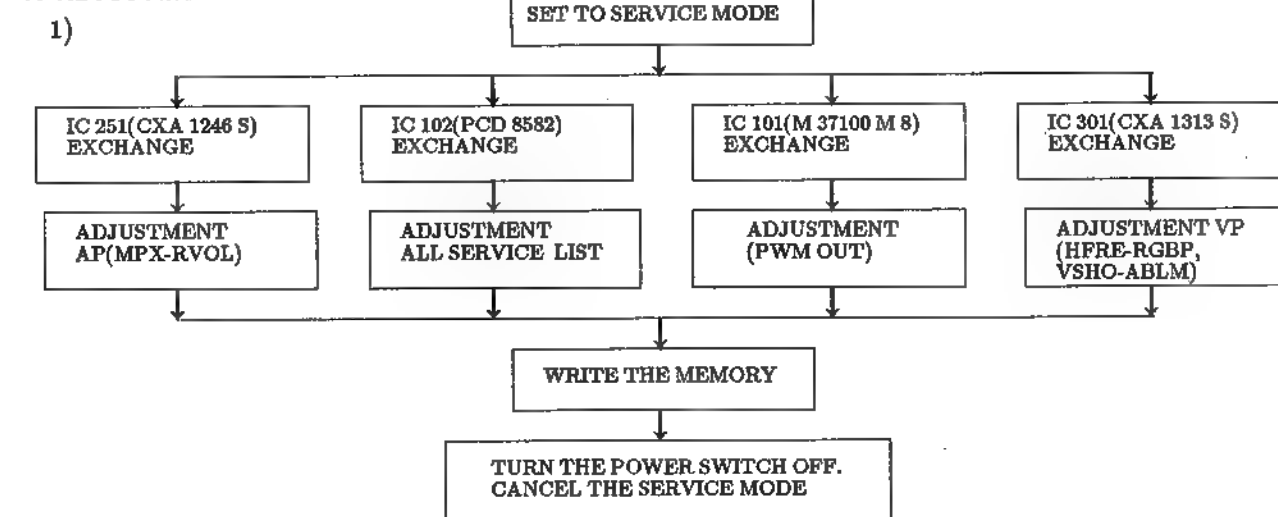 1)
SET TO SERVICE MODE
IC 251(CXA 1246 S)
EXCHANGE
IC 102(PCD 8582)
EXCHANGE
IC 101(M 37100 M 8)
EXCHANGE
IC 301(CXA 1313 S)
EXCHANGE
ADJUSTMENT
AP(MPX-RVOL)
ADJUSTMENT
ALL SERVICE LIST
ADJUSTMENT
(PWM OUT)
ADJUSTMENT VP
(HFRE-RGBP,
VSHO-ABLM)
WRITE THE MEMORY
TURN THE POWER SWITCH OFF.
CANCEL THE SERVICE MODE